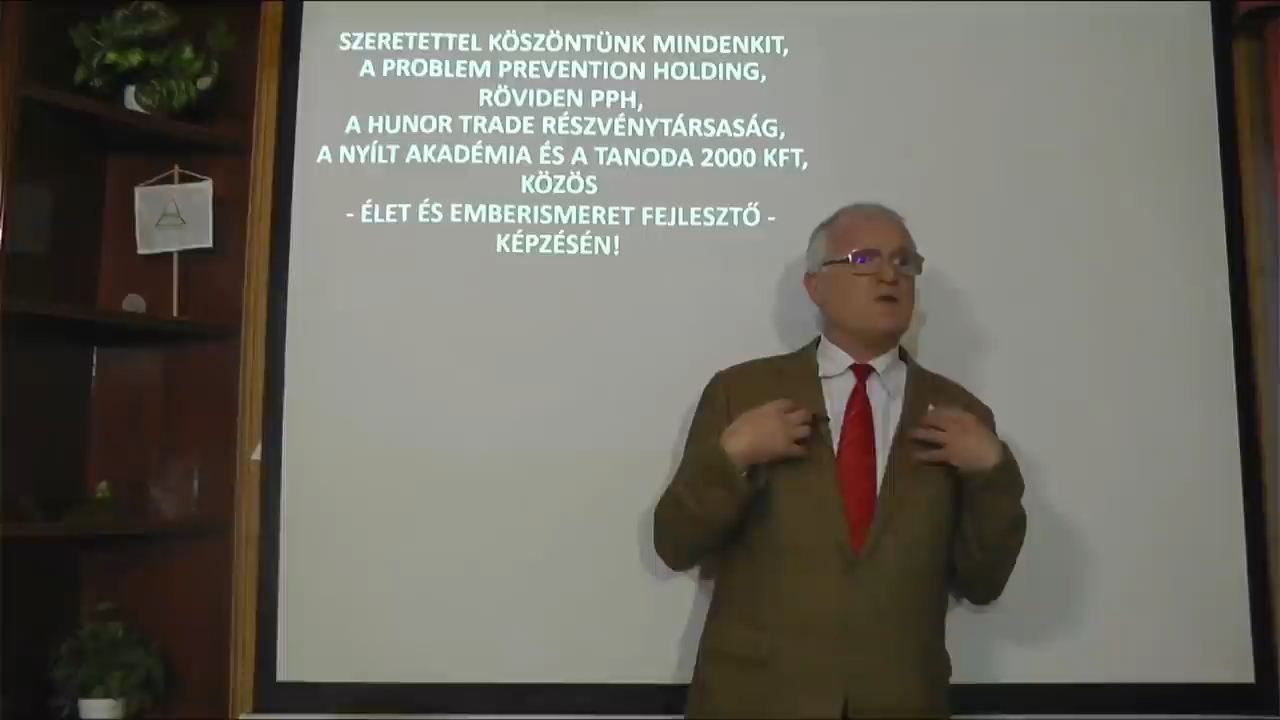 SZERETETTEL KÖSZÖNTÜNK MINDENKIT,
A PROBLEM PREVENTION HOLDING,
RÖVIDEN PPH,
A HUNOR TRADE RÉSZVÉNYTÁRSASÁG,
A NYÍLT AKADÉMIA ÉS A TANODA 2000 KFT,
KÖZÖS
- ÉLET ÉS EMBERISMERET FEJLESZTŐ -
KÉPZÉSÉN!